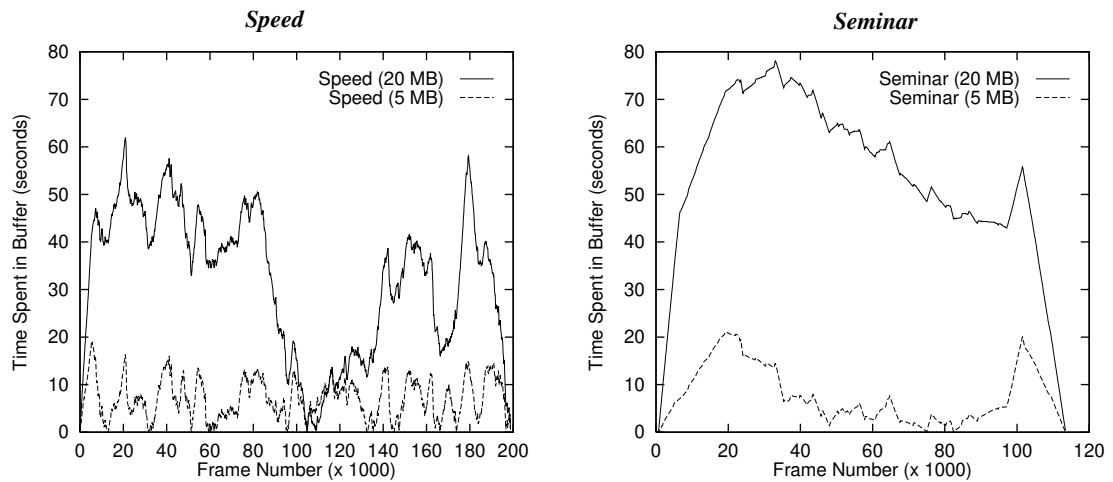 Speed
80
70
60
50
40
30
20
10
0
Time Spent in Buffer (seconds)
Speed (20 MB)
Speed (5 MB)
0 20 40 60 80 100 120 140 160 180 200
Frame Number (x 1000)
Seminar
80
70
60
50
40
30
20
10
0
Time Spent in Buffer (seconds)
Seminar (20 MB)
Seminar (5 MB)
0 20 40 60 80 100 120
Frame Number (x 1000)